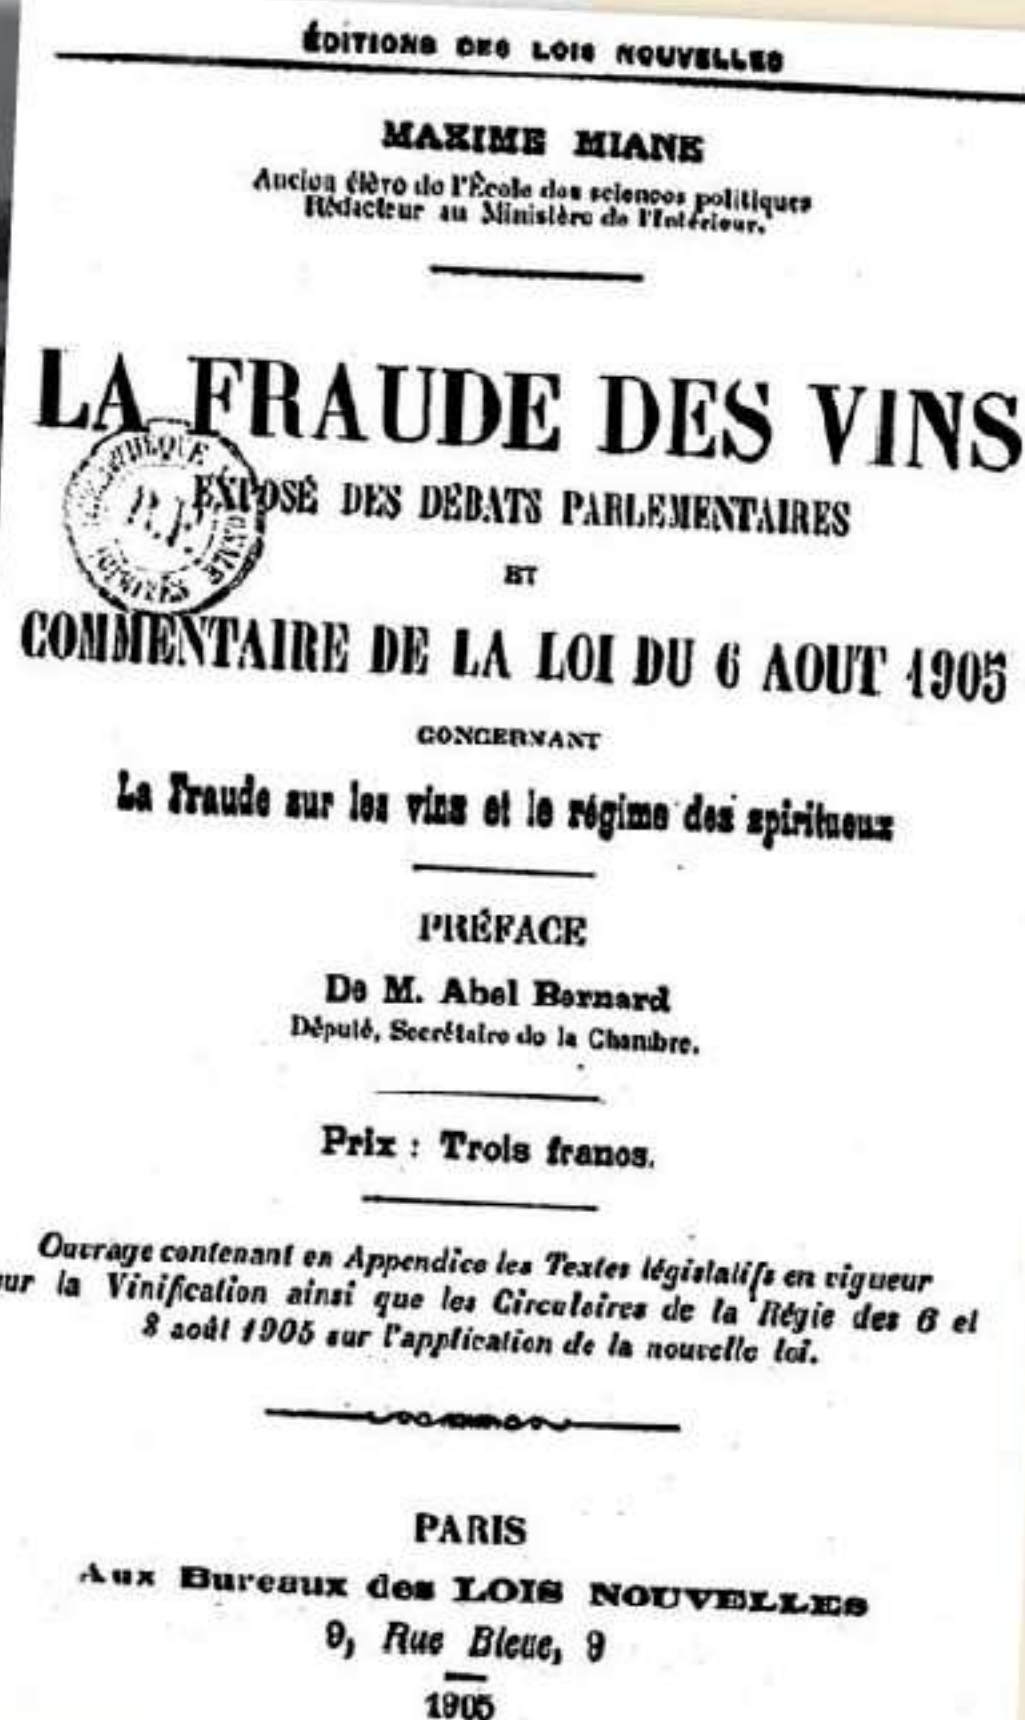 ÉDITIONS DES LOIS NOUVELLES
MAXIME MIANE
Ancien élève de l'École des sciences politiques
Rédacteur au Ministère de l'Intérieur.
LA FRAUDE DES VINS
EXPOSÉ DES DÉBATS PARLEMENTAIRES
ET
COMMENTAIRE DE LA LOI DU 6 AOUT 1905
CONCERNANT
La Fraude sur les vins et le régime des spiritueux
PRÉFACE
De M. Abel Bernard
Député, Secrétaire de la Chambre.
Prix : Trois francs.
Ouvrage contenant en Appendice les Textes législatifs en vigueur
sur la Vinification ainsi que les Circulaires de la Régie des 6 et
8 août 1905 sur l'application de la nouvelle loi.
PARIS
Aux Bureaux des LOIS NOUVELLES
9, Rue Bleue, 9
1905
R.F.